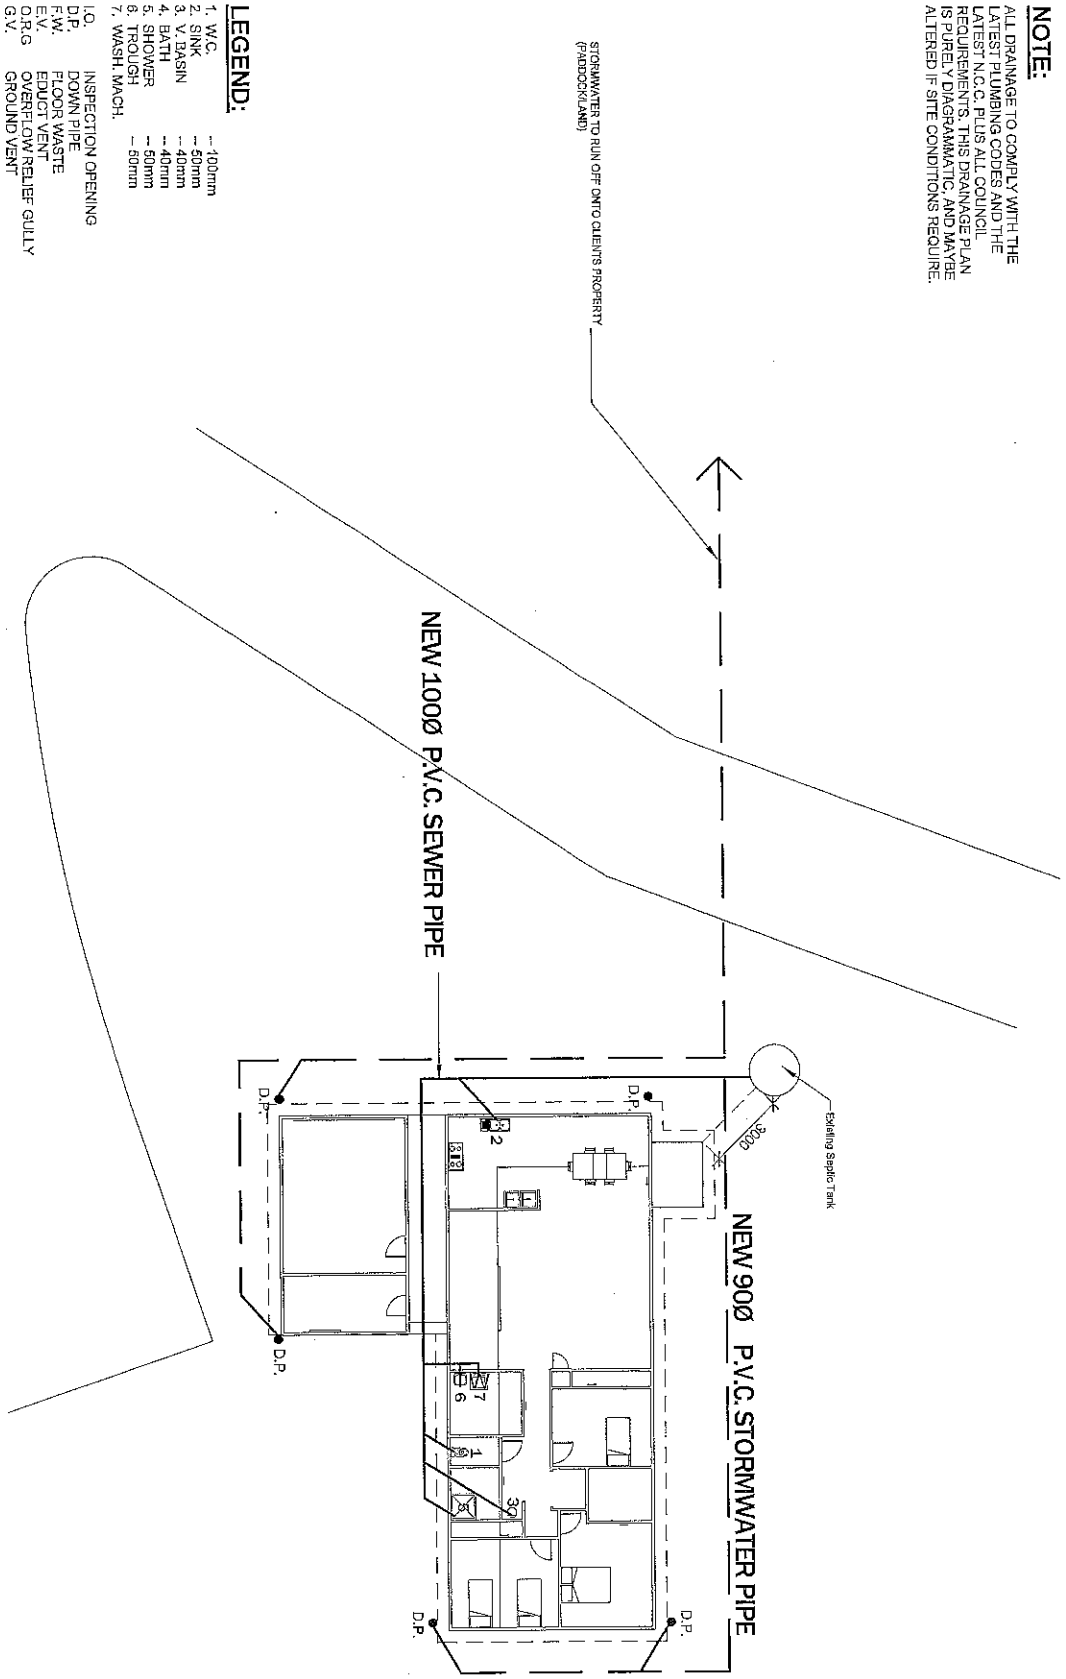 NOTE:
ALL DRAINAGE TO COMPLY WITH THE
LATEST PLUMBING CODES AND THE
LATEST N.C.C. PLUS ALL COUNCIL
REQUIREMENTS. THIS DRAINAGE PLAN
IS PURELY DIAGRAMMATIC, AND MAYBE
ALTERED IF SITE CONDITIONS REQUIRE.
STORMWATER TO RUN OFF ONTO CLIENTS PROPERTY
(PADDOCK/LAND)
LEGEND:
1. W.C. -- 100mm
2. SINK -- 50mm
3. V. BASIN -- 40mm
4. BATH -- 40mm
5. SHOWER -- 50mm
6. TROUGH -- 50mm
7. WASH. MACH.
I.O. INSPECTION OPENING
D.P. DOWN PIPE
F.W. FLOOR WASTE
E.V. EDUCT VENT
O.R.G OVERFLOW RELIEF GULLY
G.V. GROUND VENT
NEW 100Ø P.V.C. SEWER PIPE
NEW 90Ø P.V.C. STORMWATER PIPE
Existing Septic Tank
D.P.
D.P.
D.P.
D.P.
D.P.
2
7
6
1
3
5